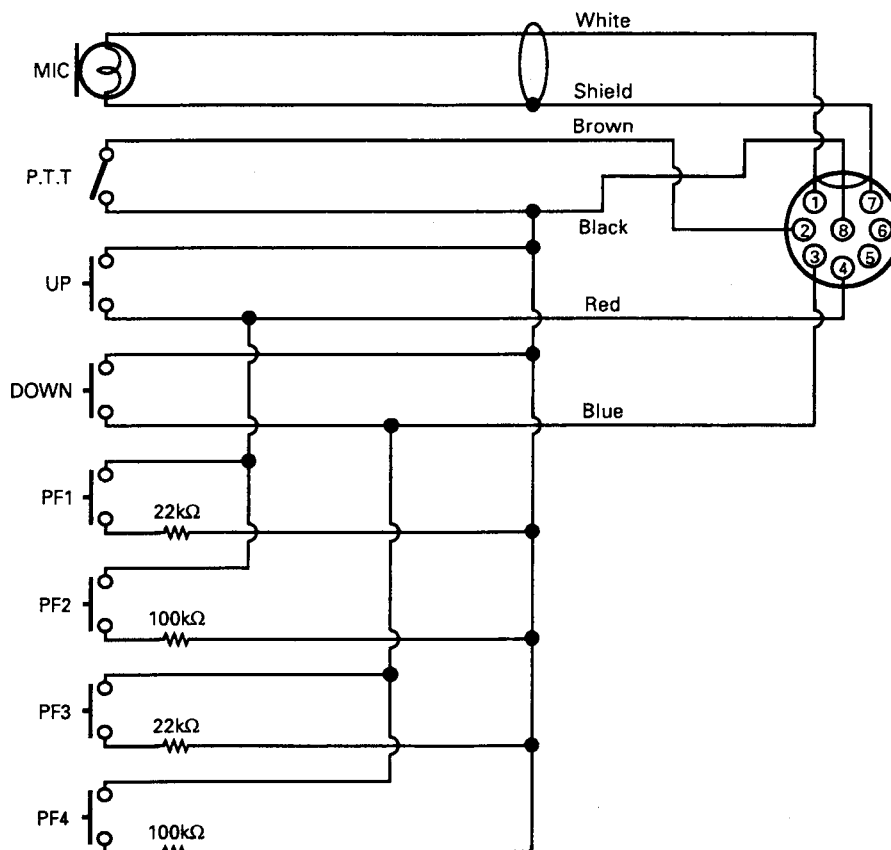 White
MIC
Shield
Brown
P.T.T
Black
1
7
2
8
6
3
4
5
UP
Red
DOWN
Blue
PF1
22kΩ
PF2
100kΩ
PF3
22kΩ
PF4
100kΩ